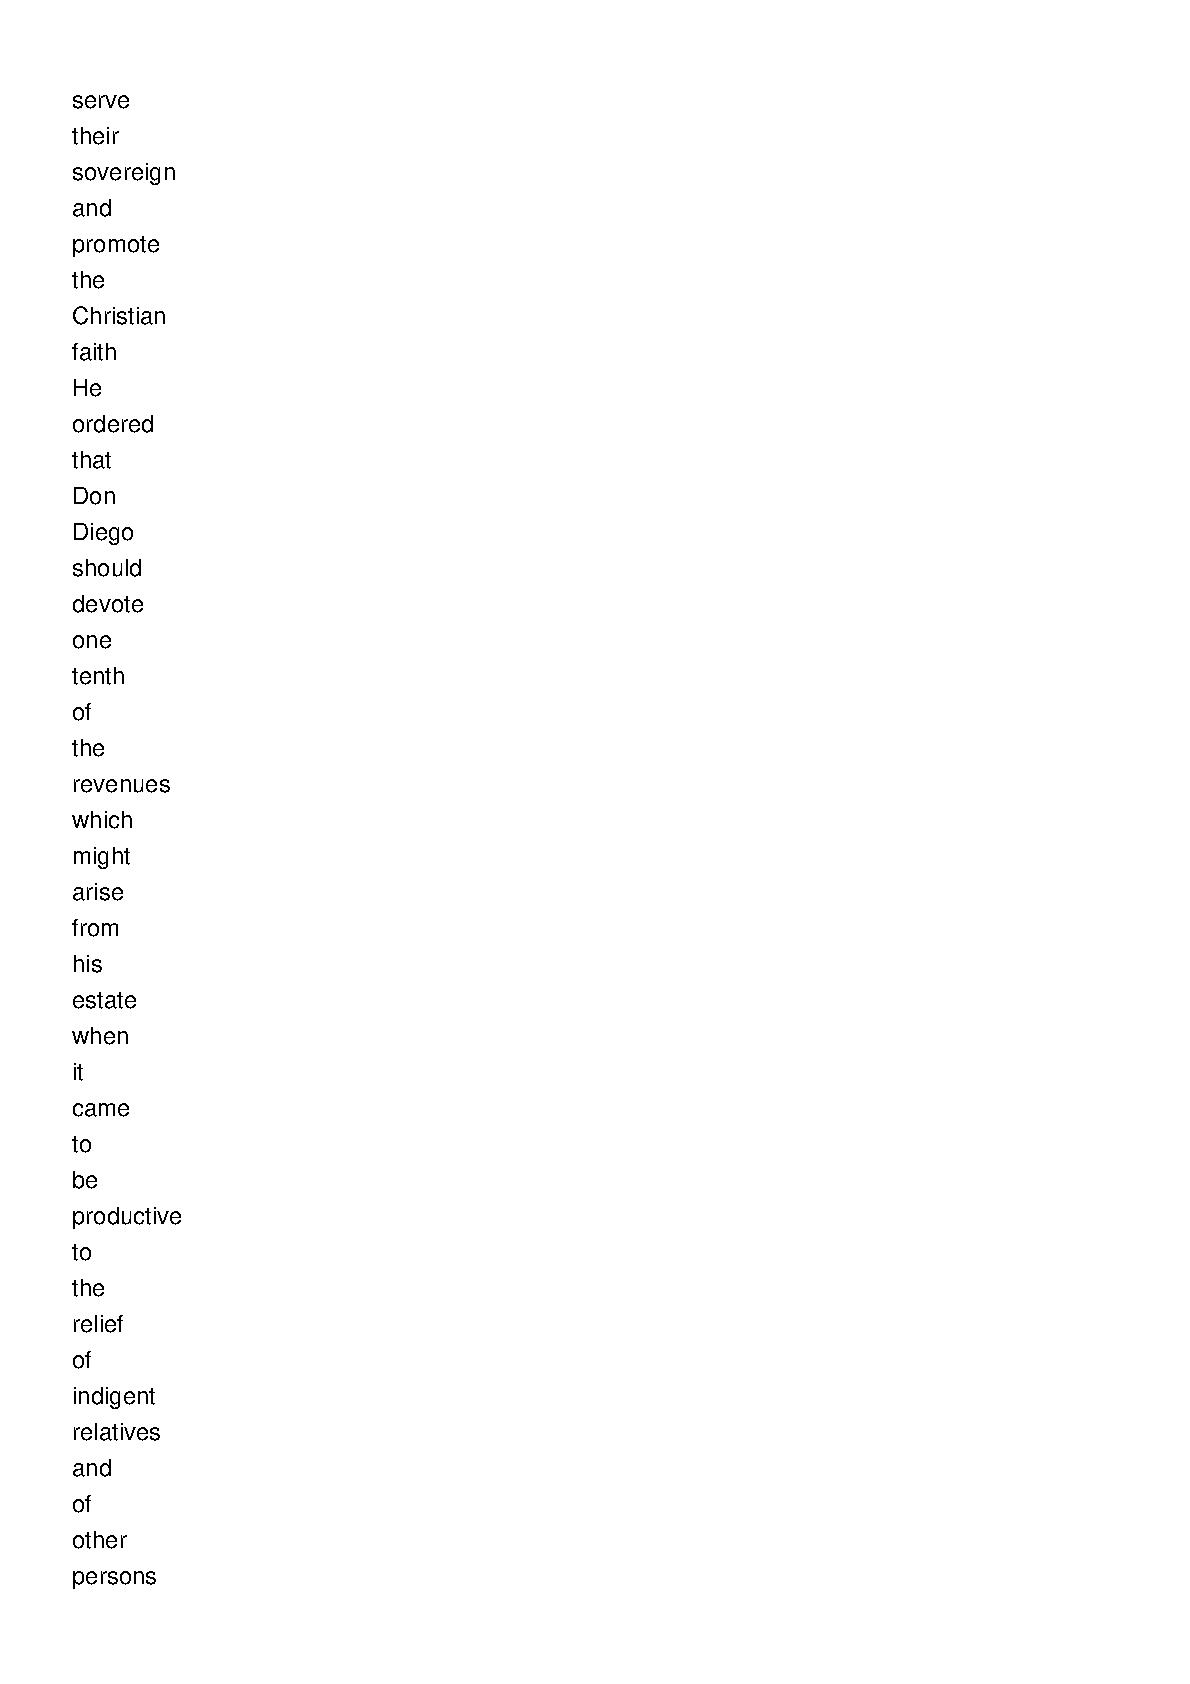 serve
their
sovereign
and
promote
the
Christian
faith
He
ordered
that
Don
Diego
should
devote
one
tenth
of
the
revenues
which
might
arise
from
his
estate
when
it
came
to
be
productive
to
the
relief
of
indigent
relatives
and
of
other
persons